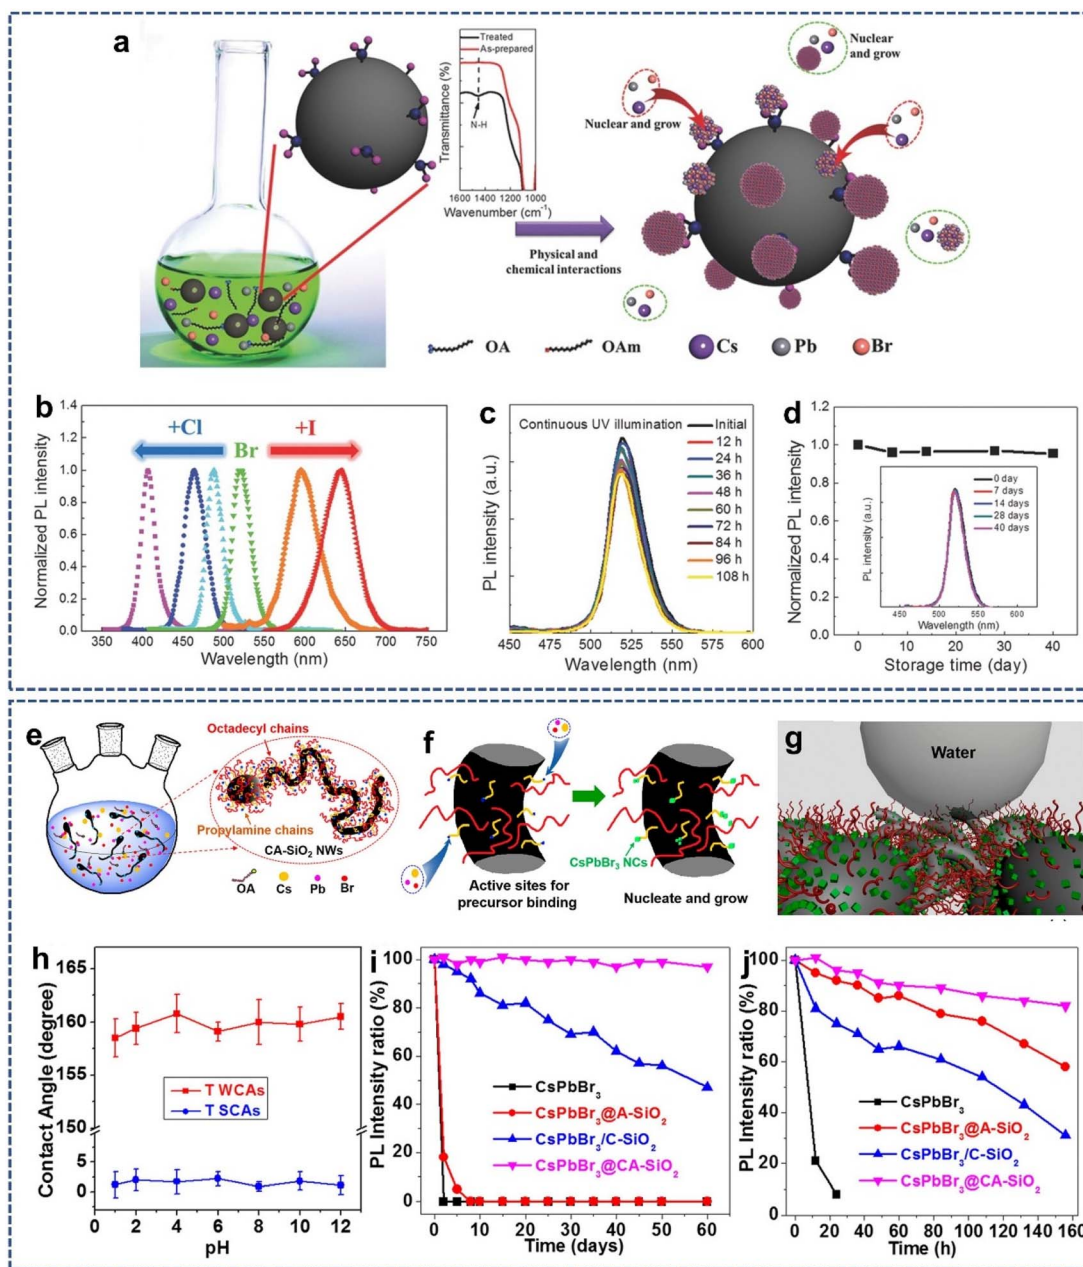 a
Treated
As-prepared
Transmittance (%)
N-H
1600 1400 1200 1000
Wavenumber (cm⁻¹)
Nuclear and grow
Nuclear
and grow
Physical and
chemical interactions
OA
OAm
Cs
Pb
Br
b
Normalized PL intensity
1.4
1.2
1.0
0.8
0.6
0.4
0.2
0.0
+Cl
Br
+I
350 400 450 500 550 600 650 700 750
Wavelength (nm)
c
PL intensity (a.u.)
Continuous UV illumination
Initial
12 h
24 h
36 h
48 h
60 h
72 h
84 h
96 h
108 h
450 475 500 525 550 575 600
Wavelength (nm)
d
Normalized PL intensity
1.2
1.0
0.8
0.6
0.4
0.2
0.0
PL intensity (a.u.)
0 day
7 days
14 days
28 days
40 days
450 500 550 600
Wavelength (nm)
0 10 20 30 40
Storage time (day)
e
Octadecyl chains
Propylamine chains
CA-SiO₂ NWs
OA Cs Pb Br
f
CsPbBr₃ NCs
Active sites for
precursor binding
Nucleate and grow
g
Water
h
Contact Angle (degree)
165
160
155
150
5
0
T WCAs
T SCAs
0 2 4 6 8 10 12
pH
i
PL Intensity ratio (%)
100
80
60
40
20
0
CsPbBr₃
CsPbBr₃@A-SiO₂
CsPbBr₃/C-SiO₂
CsPbBr₃@CA-SiO₂
0 10 20 30 40 50 60
Time (days)
j
PL Intensity ratio (%)
100
80
60
40
20
0
CsPbBr₃
CsPbBr₃@A-SiO₂
CsPbBr₃/C-SiO₂
CsPbBr₃@CA-SiO₂
0 20 40 60 80 100 120 140 160
Time (h)